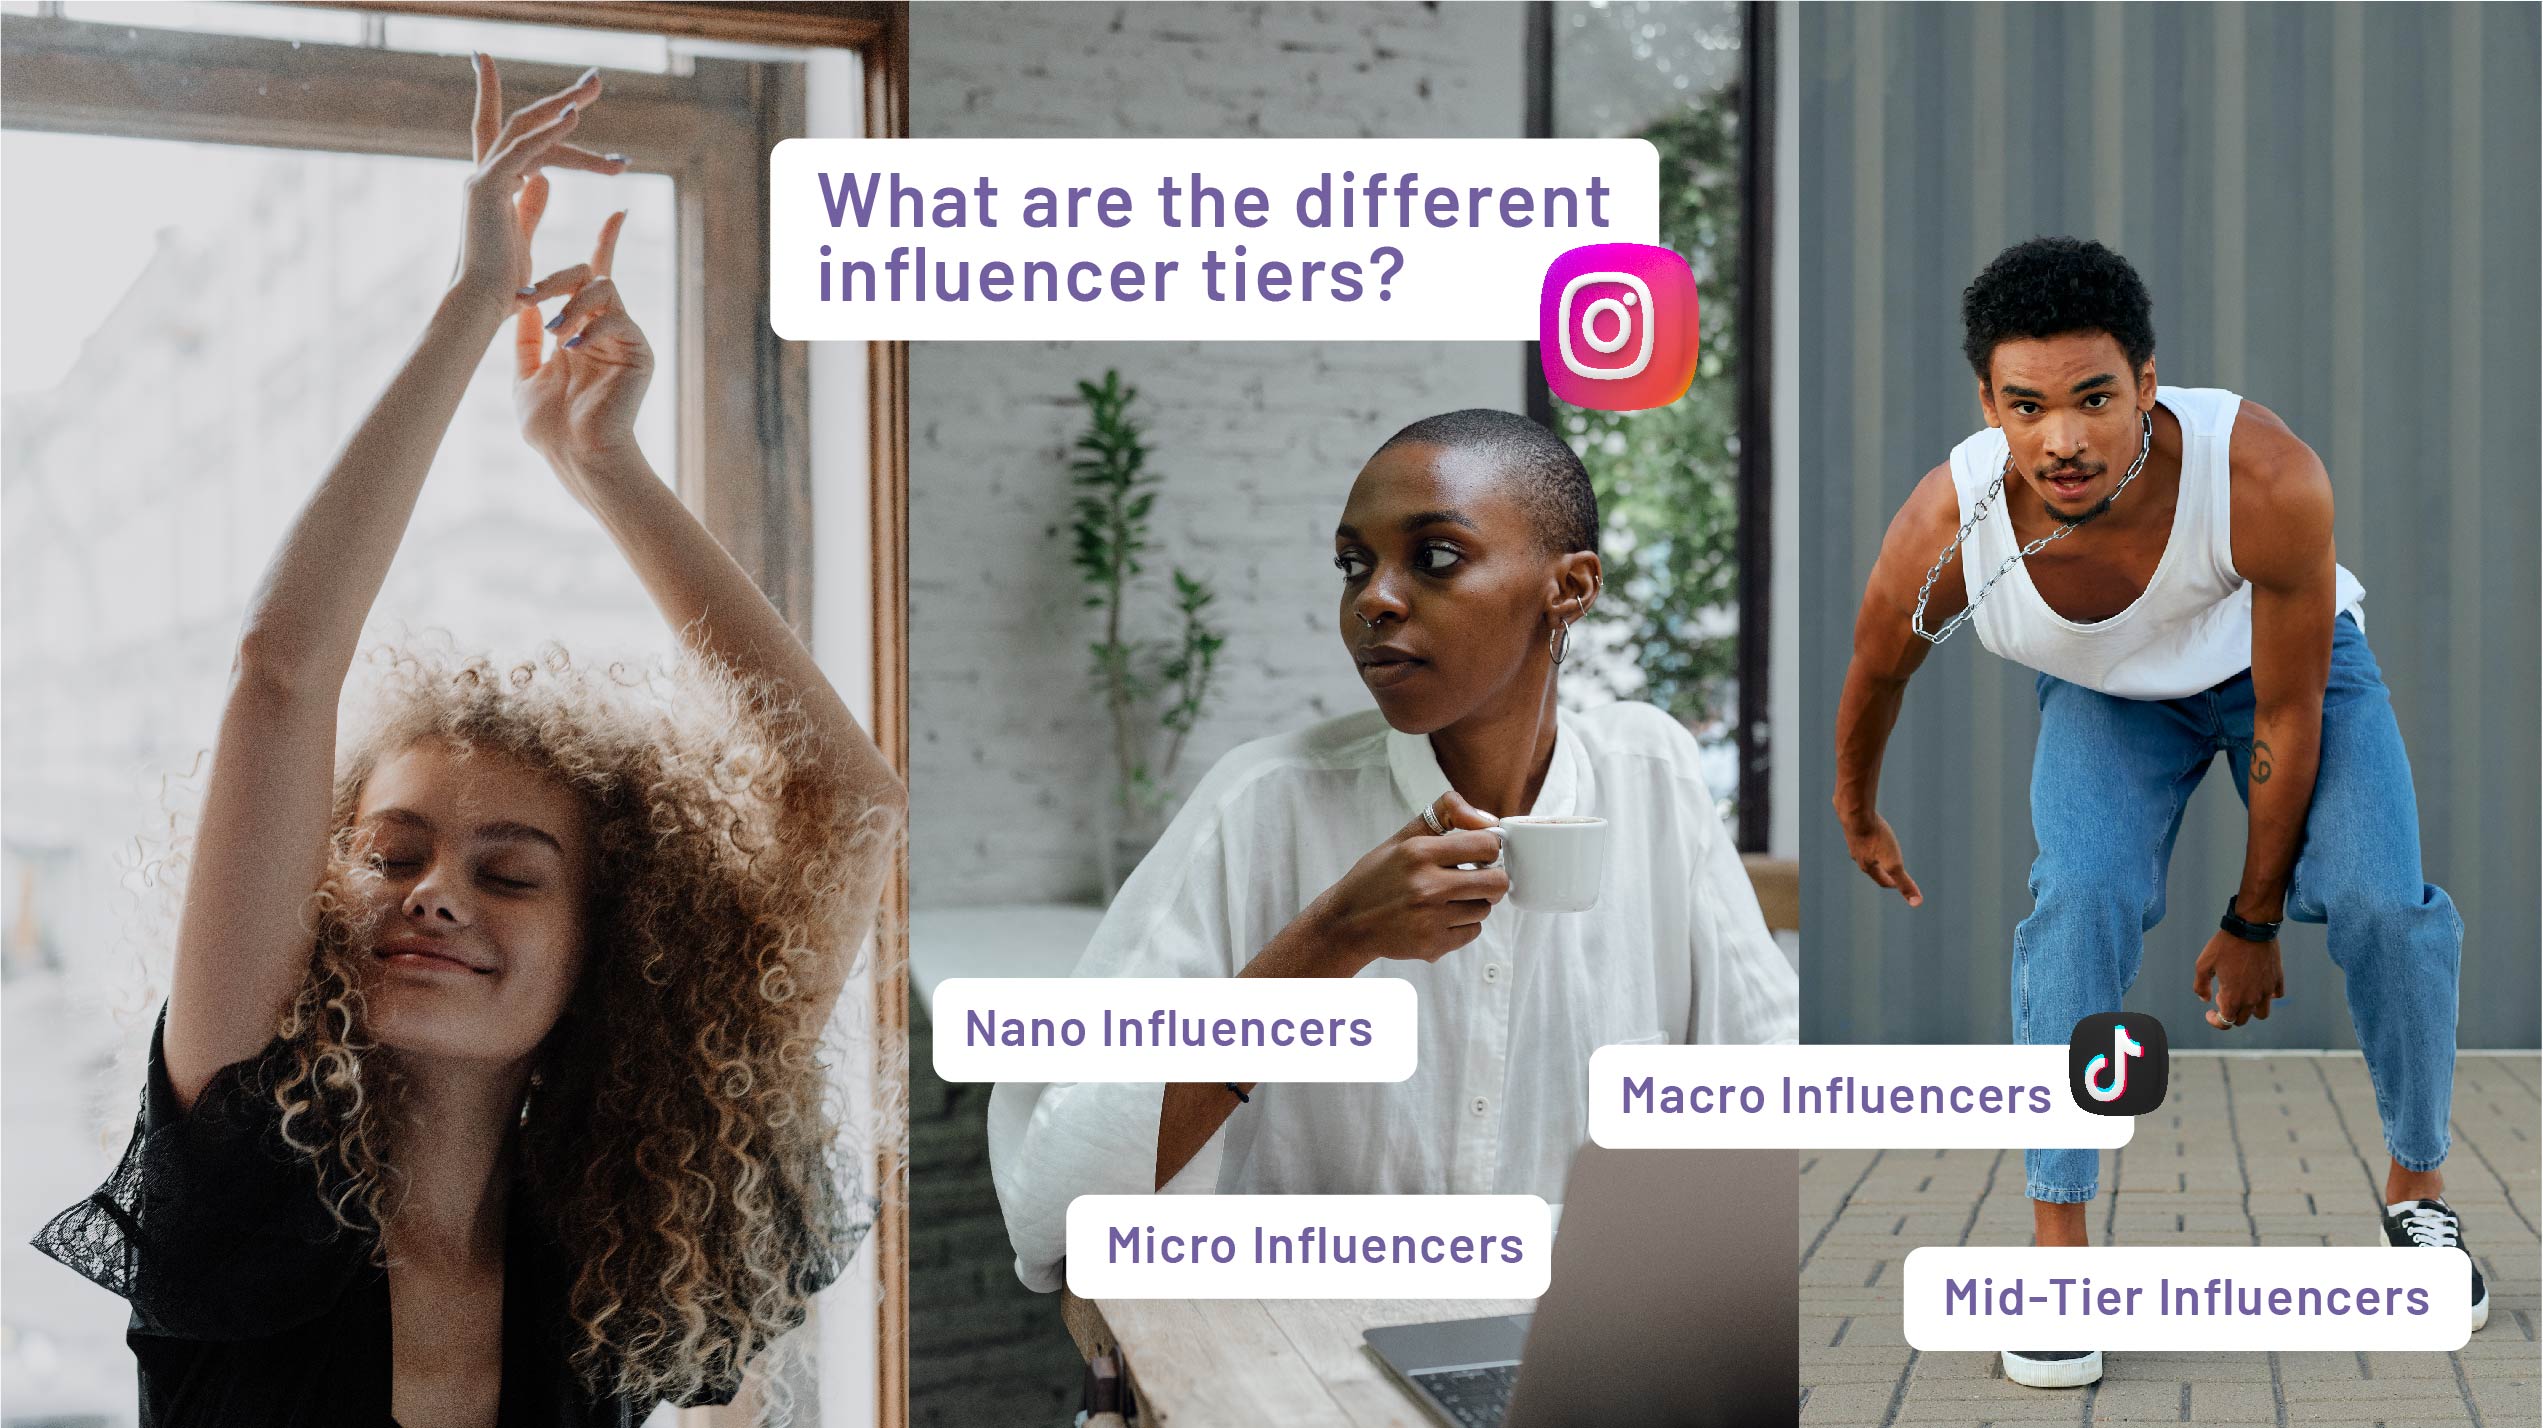 What are the different
influencer tiers?
Nano Influencers
Macro Influencers
Micro Influencers
Mid-Tier Influencers